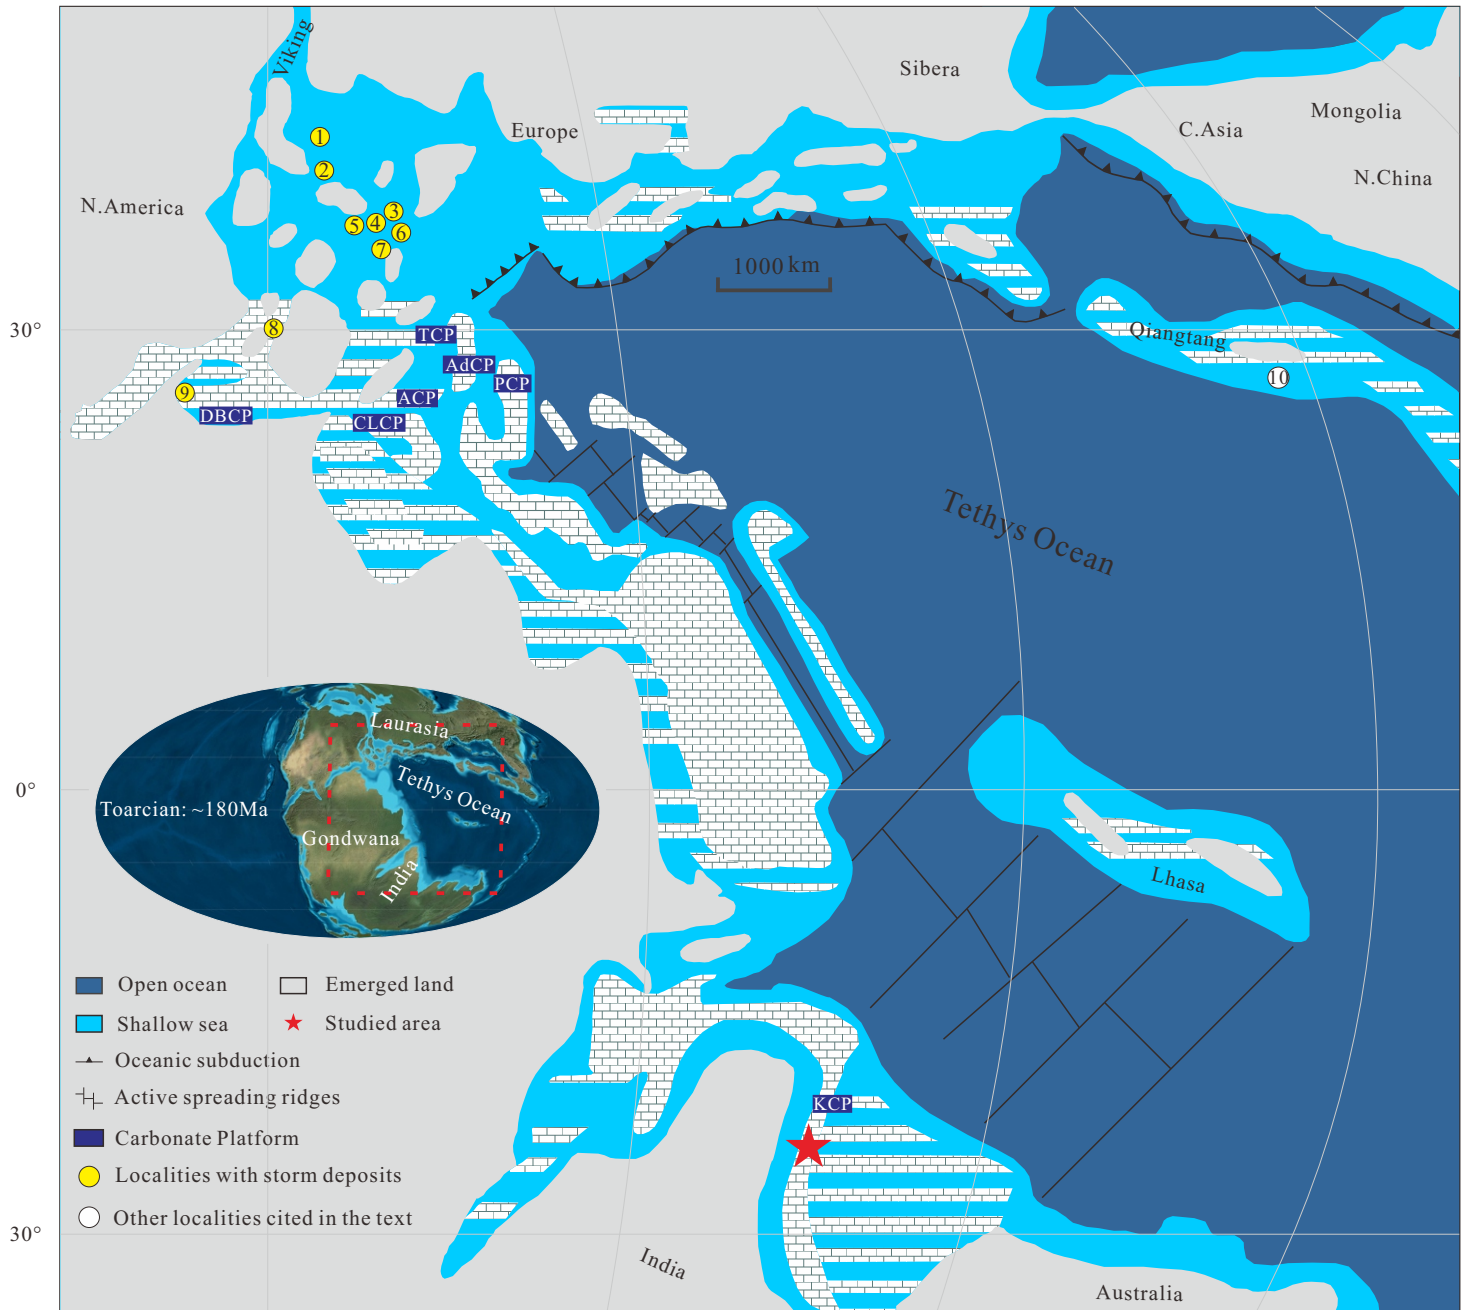 Viking
Sibera
Mongolia
C.Asia
Europe
N.China
N.America
1
2
3
4
5
6
7
1000 km
30°
8
TCP
Qiangtang
AdCP
PCP
10
9
ACP
DBCP
CLCP
Tethys Ocean
Laurasia
Tethys Ocean
0°
Toarcian: ~180Ma
Gondwana
India
Lhasa
Open ocean
Emerged land
Shallow sea
Studied area
Oceanic subduction
Active spreading ridges
KCP
Carbonate Platform
Localities with storm deposits
Other localities cited in the text
30°
India
Australia